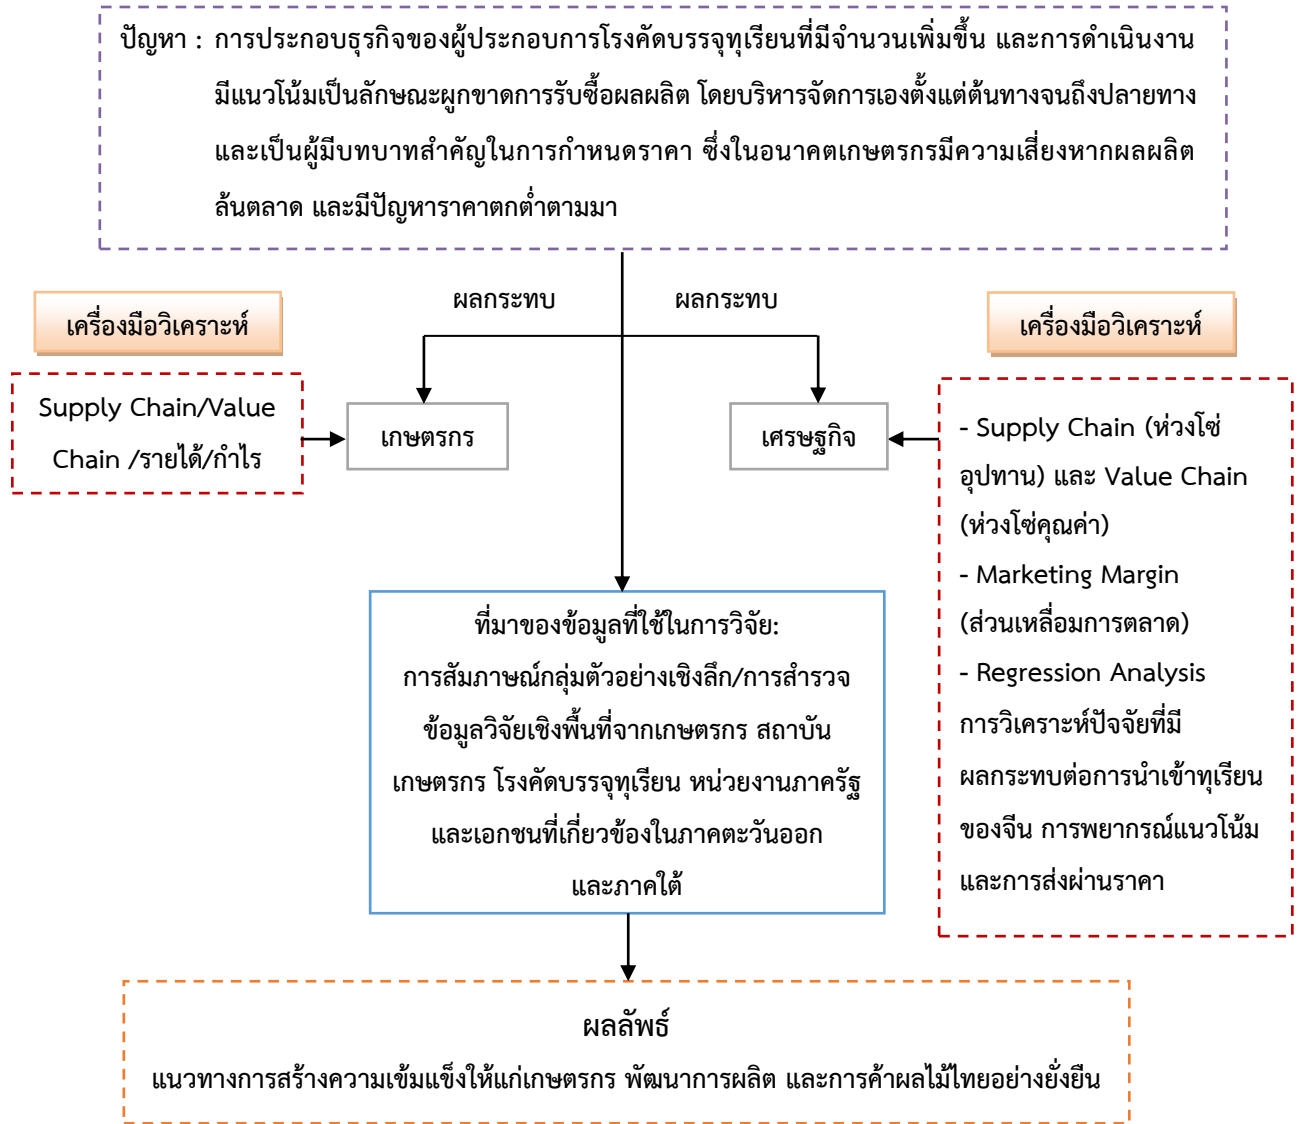 ปัญหา : การประกอบธุรกิจของผู้ประกอบการโรงคัดบรรจุทุเรียนที่มีจำนวนเพิ่มขึ้น และการดำเนินงาน
มีแนวโน้มเป็นลักษณะผูกขาดการรับซื้อผลผลิต โดยบริหารจัดการเองตั้งแต่ต้นทางจนถึงปลายทาง
และเป็นผู้มีบทบาทสำคัญในการกำหนดราคา ซึ่งในอนาคตเกษตรกรมีความเสี่ยงหากผลผลิต
ล้นตลาด และมีปัญหาราคาตกต่ำตามมา
ผลกระทบ
ผลกระทบ
เครื่องมือวิเคราะห์
Supply Chain/Value
Chain /รายได้/กำไร
เกษตรกร
เศรษฐกิจ
เครื่องมือวิเคราะห์
- Supply Chain (ห่วงโซ่
อุปทาน) และ Value Chain
(ห่วงโซ่คุณค่า)
- Marketing Margin
(ส่วนเหลื่อมการตลาด)
- Regression Analysis
การวิเคราะห์ปัจจัยที่มี
ผลกระทบต่อการนำเข้าทุเรียน
ของจีน การพยากรณ์แนวโน้ม
และการส่งผ่านราคา
ที่มาของข้อมูลที่ใช้ในการวิจัย:
การสัมภาษณ์กลุ่มตัวอย่างเชิงลึก/การสำรวจ
ข้อมูลวิจัยเชิงพื้นที่จากเกษตรกร สถาบัน
เกษตรกร โรงคัดบรรจุทุเรียน หน่วยงานภาครัฐ
และเอกชนที่เกี่ยวข้องในภาคตะวันออก
และภาคใต้
ผลลัพธ์
แนวทางการสร้างความเข้มแข็งให้แก่เกษตรกร พัฒนาการผลิต และการค้าผลไม้ไทยอย่างยั่งยืน